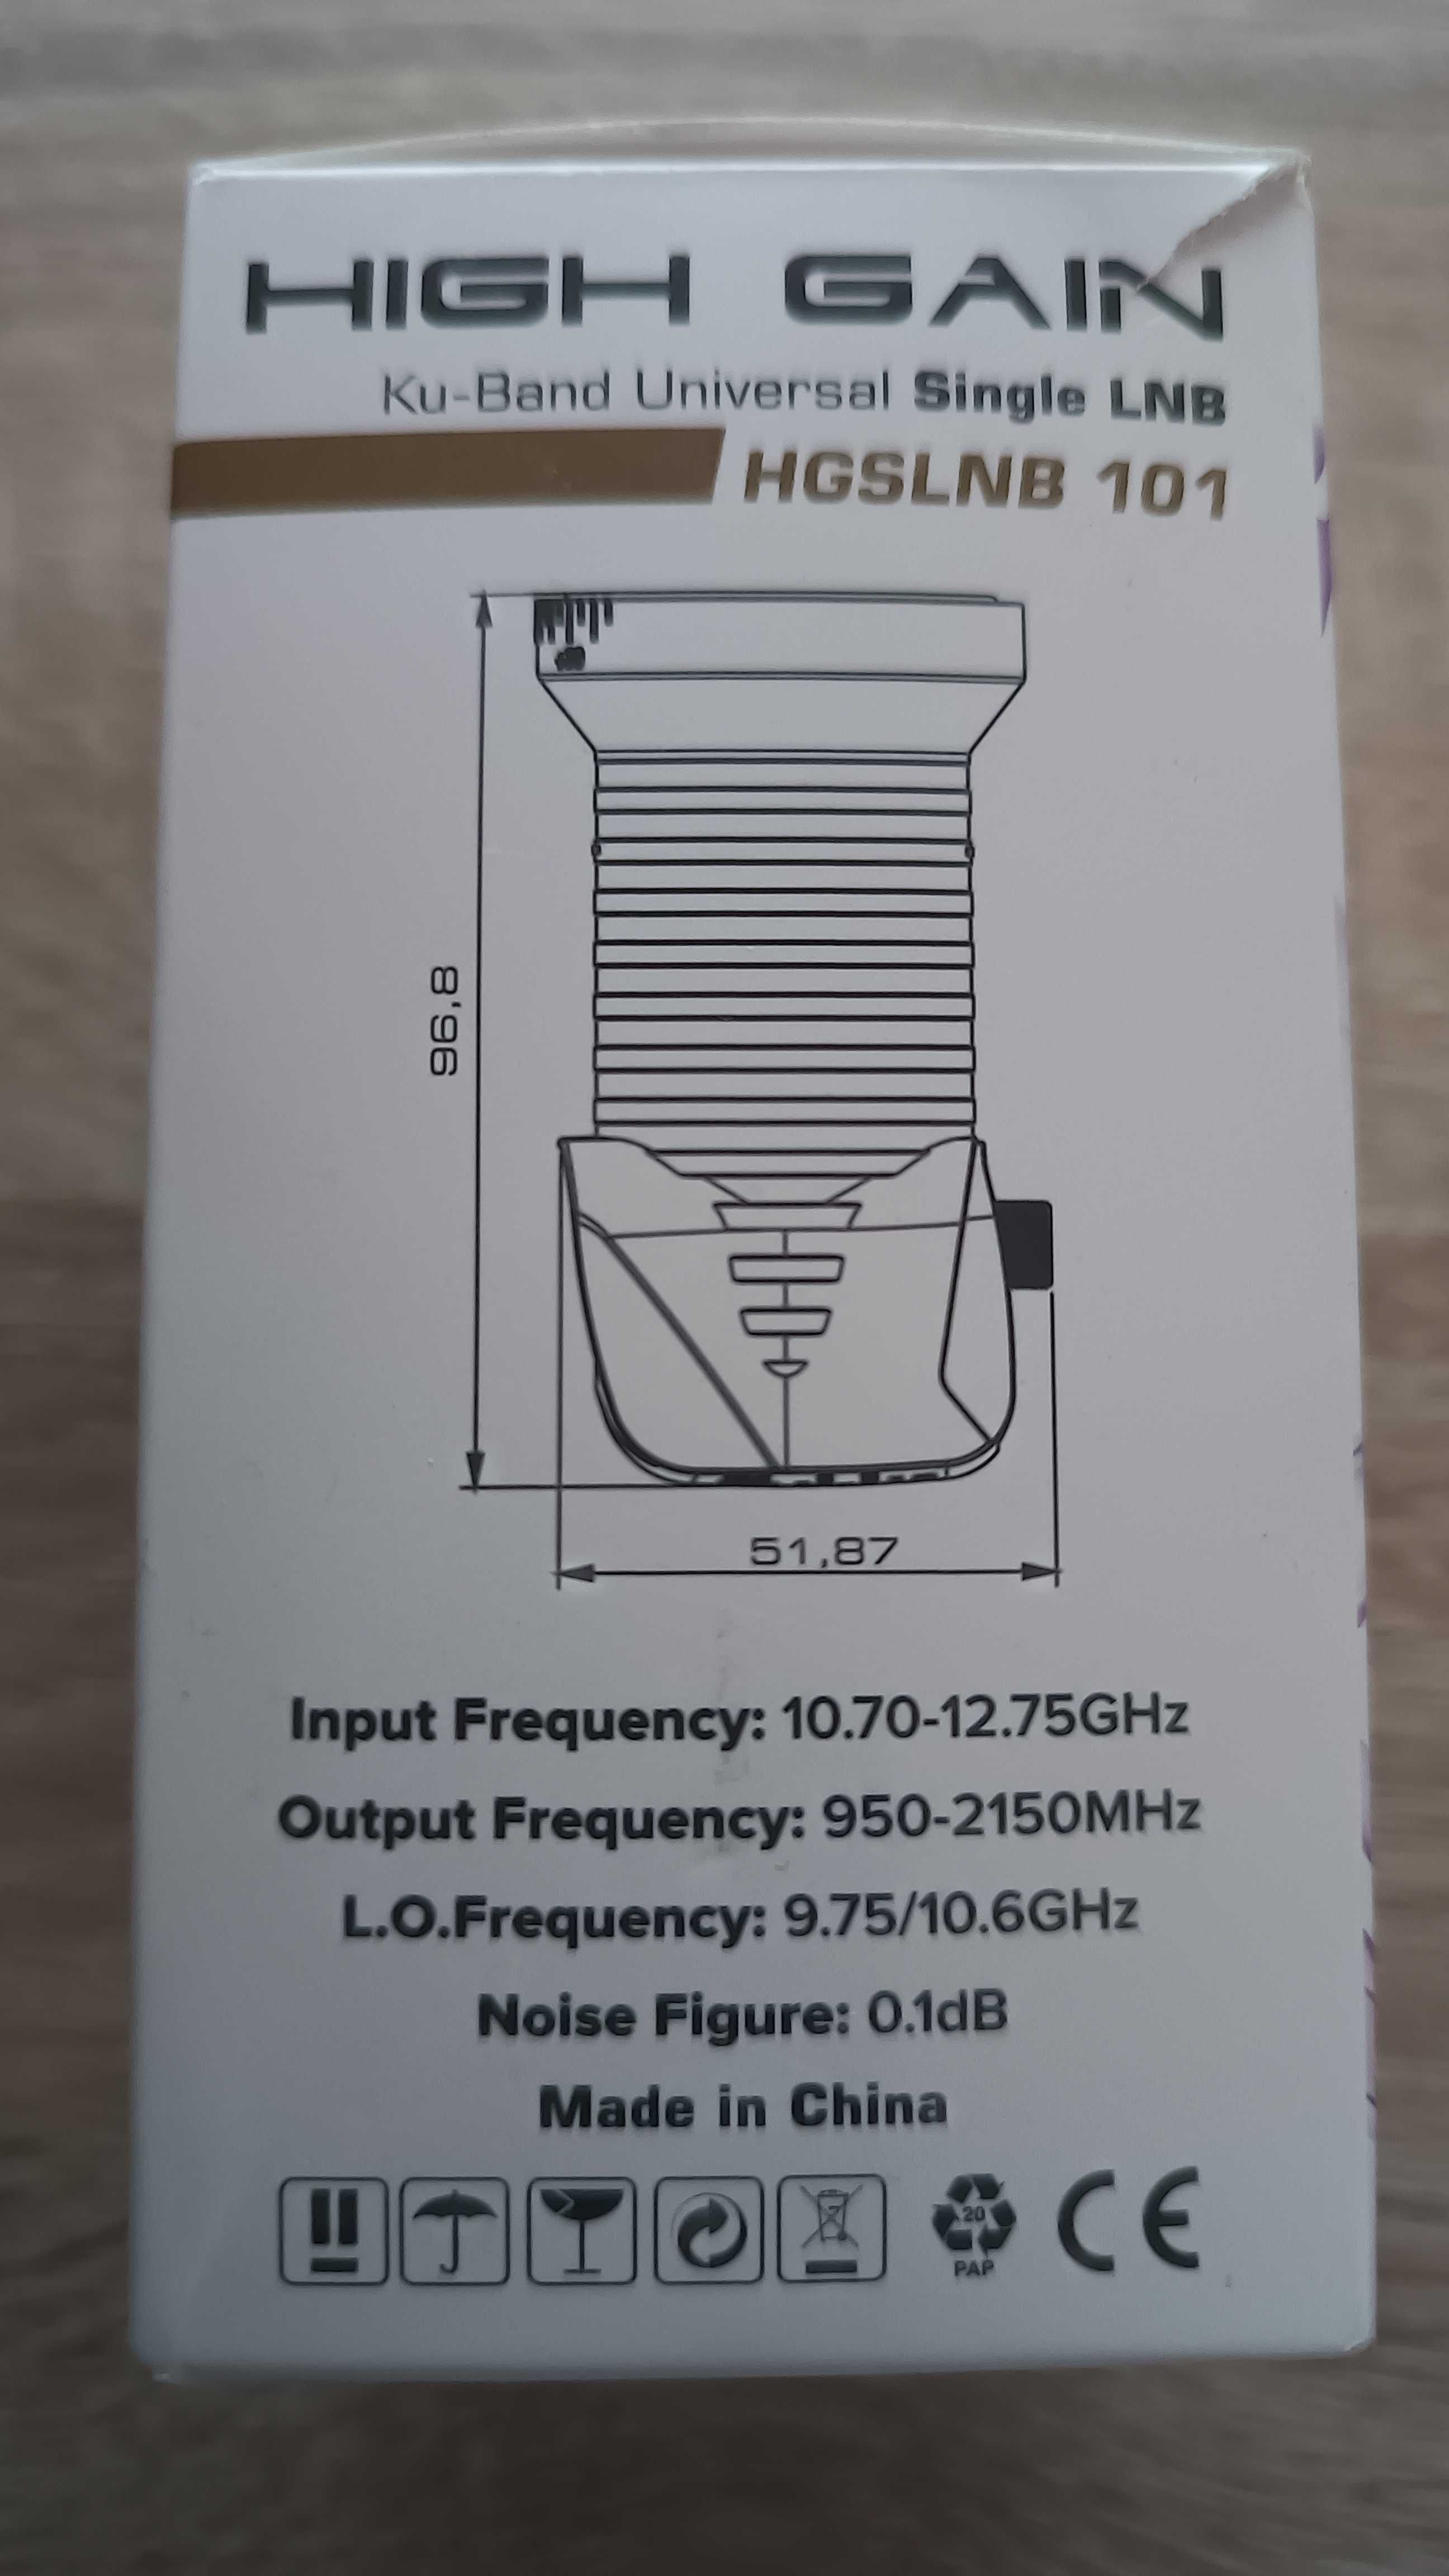 HIGH GAIN
Ku-Band Universal Single LNB
HGSLNB 101
96,8
51,87
Input Frequency: 10.70-12.75GHz
Output Frequency: 950-2150MHz
L.O.Frequency: 9.75/10.6GHz
Noise Figure: 0.1dB
Made in China
20
PAP
CE